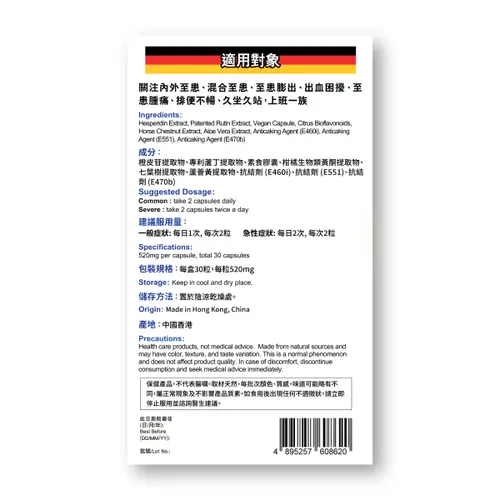 適用對象
關注內外至患、混合至患、至患膨出、出血困擾、至
患腫痛、排便不暢、久坐久站，上班一族
Ingredients:
Hesperidin Extract, Patented Rutin Extract, Vegan Capsule, Citrus Bioflavonoids,
Horse Chestnut Extract, Aloe Vera Extract, Anticaking Agent (E460i), Anticaking
Agent (E551), Anticaking Agent (E470b)
成分：
橙皮苷提取物、專利蘆丁提取物、素食膠囊、柑橘生物類黃酮提取物、
七葉樹提取物、蘆薈黃提取物、抗結劑 (E460i)、抗結劑 (E551)、抗結
劑 (E470b)
Suggested Dosage:
Common : take 2 capsules daily
Severe : take 2 capsules twice a day
建議服用量：
一般症狀: 每日1次, 每次2粒 急性症狀: 每日2次, 每次2粒
Specifications:
520mg per capsule, total 30 capsules
包裝規格：每盒30粒，每粒520mg
Storage: Keep in cool and dry place.
儲存方法：置於陰涼乾燥處。
Origin: Made in Hong Kong, China
產地：中國香港
Precautions:
Health care products, not medical advice. Made from natural sources and
may have color, texture, and taste variation. This is a normal phenomenon
and does not affect product quality. In case of discomfort, discontinue
consumption and seek medical advice immediately.
保健產品，不代表醫囑。取材天然，每批次顏色、質感、味道可能略有不
同，屬正常現象及不影響產品質素。如食用後出現任何不適徵狀，請立即
停止服用並諮詢醫生建議。
此日期前最佳
(日/月/年):
Best Before
(DD/MM/YY):
批號/Lot No.:
4 895257 608620